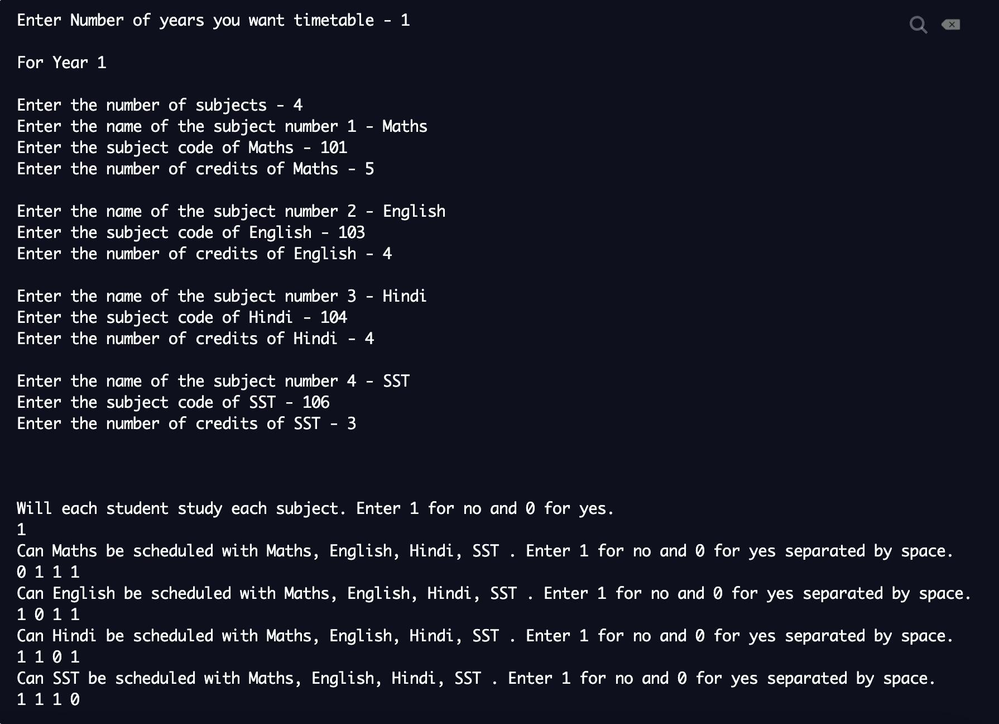 Enter Number of years you want timetable - 1
For Year 1
Enter the number of subjects - 4
Enter the name of the subject number 1 - Maths
Enter the subject code of Maths - 101
Enter the number of credits of Maths - 5
Enter the name of the subject number 2 - English
Enter the subject code of English - 103
Enter the number of credits of English - 4
Enter the name of the subject number 3 - Hindi
Enter the subject code of Hindi - 104
Enter the number of credits of Hindi - 4
Enter the name of the subject number 4 - SST
Enter the subject code of SST - 106
Enter the number of credits of SST - 3
Will each student study each subject. Enter 1 for no and 0 for yes.
1
Can Maths be scheduled with Maths, English, Hindi, SST . Enter 1 for no and 0 for yes separated by space.
0 1 1 1
Can English be scheduled with Maths, English, Hindi, SST . Enter 1 for no and 0 for yes separated by space.
1 0 1 1
Can Hindi be scheduled with Maths, English, Hindi, SST . Enter 1 for no and 0 for yes separated by space.
1 1 0 1
Can SST be scheduled with Maths, English, Hindi, SST . Enter 1 for no and 0 for yes separated by space.
1 1 1 0